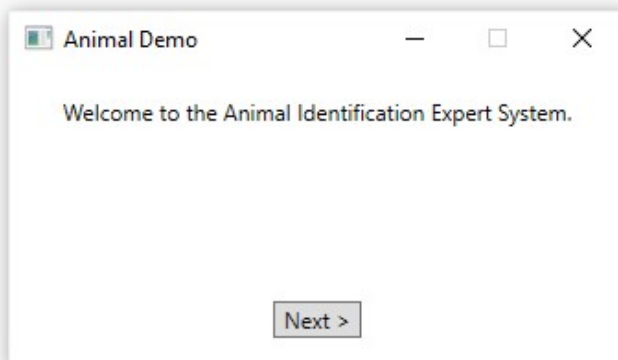 Animal Demo
Welcome to the Animal Identification Expert System.
Next >